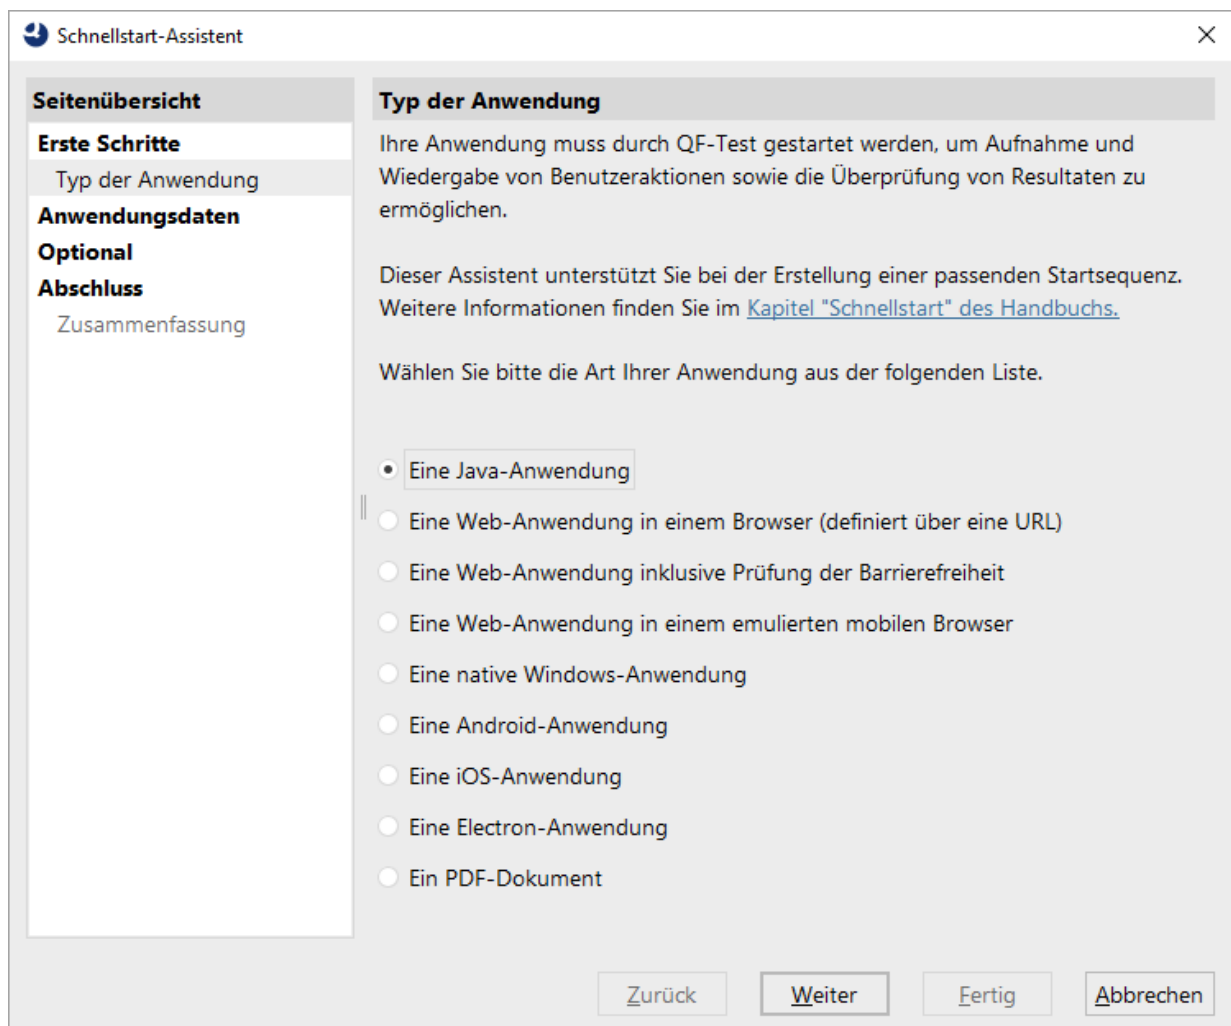 Schnellstart-Assistent
Seitenübersicht
Erste Schritte
Typ der Anwendung
Anwendungsdaten
Optional
Abschluss
Zusammenfassung
Typ der Anwendung
Ihre Anwendung muss durch QF-Test gestartet werden, um Aufnahme und
Wiedergabe von Benutzeraktionen sowie die Überprüfung von Resultaten zu
ermöglichen.
Dieser Assistent unterstützt Sie bei der Erstellung einer passenden Startsequenz.
Weitere Informationen finden Sie im Kapitel "Schnellstart" des Handbuchs.
Wählen Sie bitte die Art Ihrer Anwendung aus der folgenden Liste.
Eine Java-Anwendung
Eine Web-Anwendung in einem Browser (definiert über eine URL)
Eine Web-Anwendung inklusive Prüfung der Barrierefreiheit
Eine Web-Anwendung in einem emulierten mobilen Browser
Eine native Windows-Anwendung
Eine Android-Anwendung
Eine iOS-Anwendung
Eine Electron-Anwendung
Ein PDF-Dokument
Zurück Weiter Fertig Abbrechen